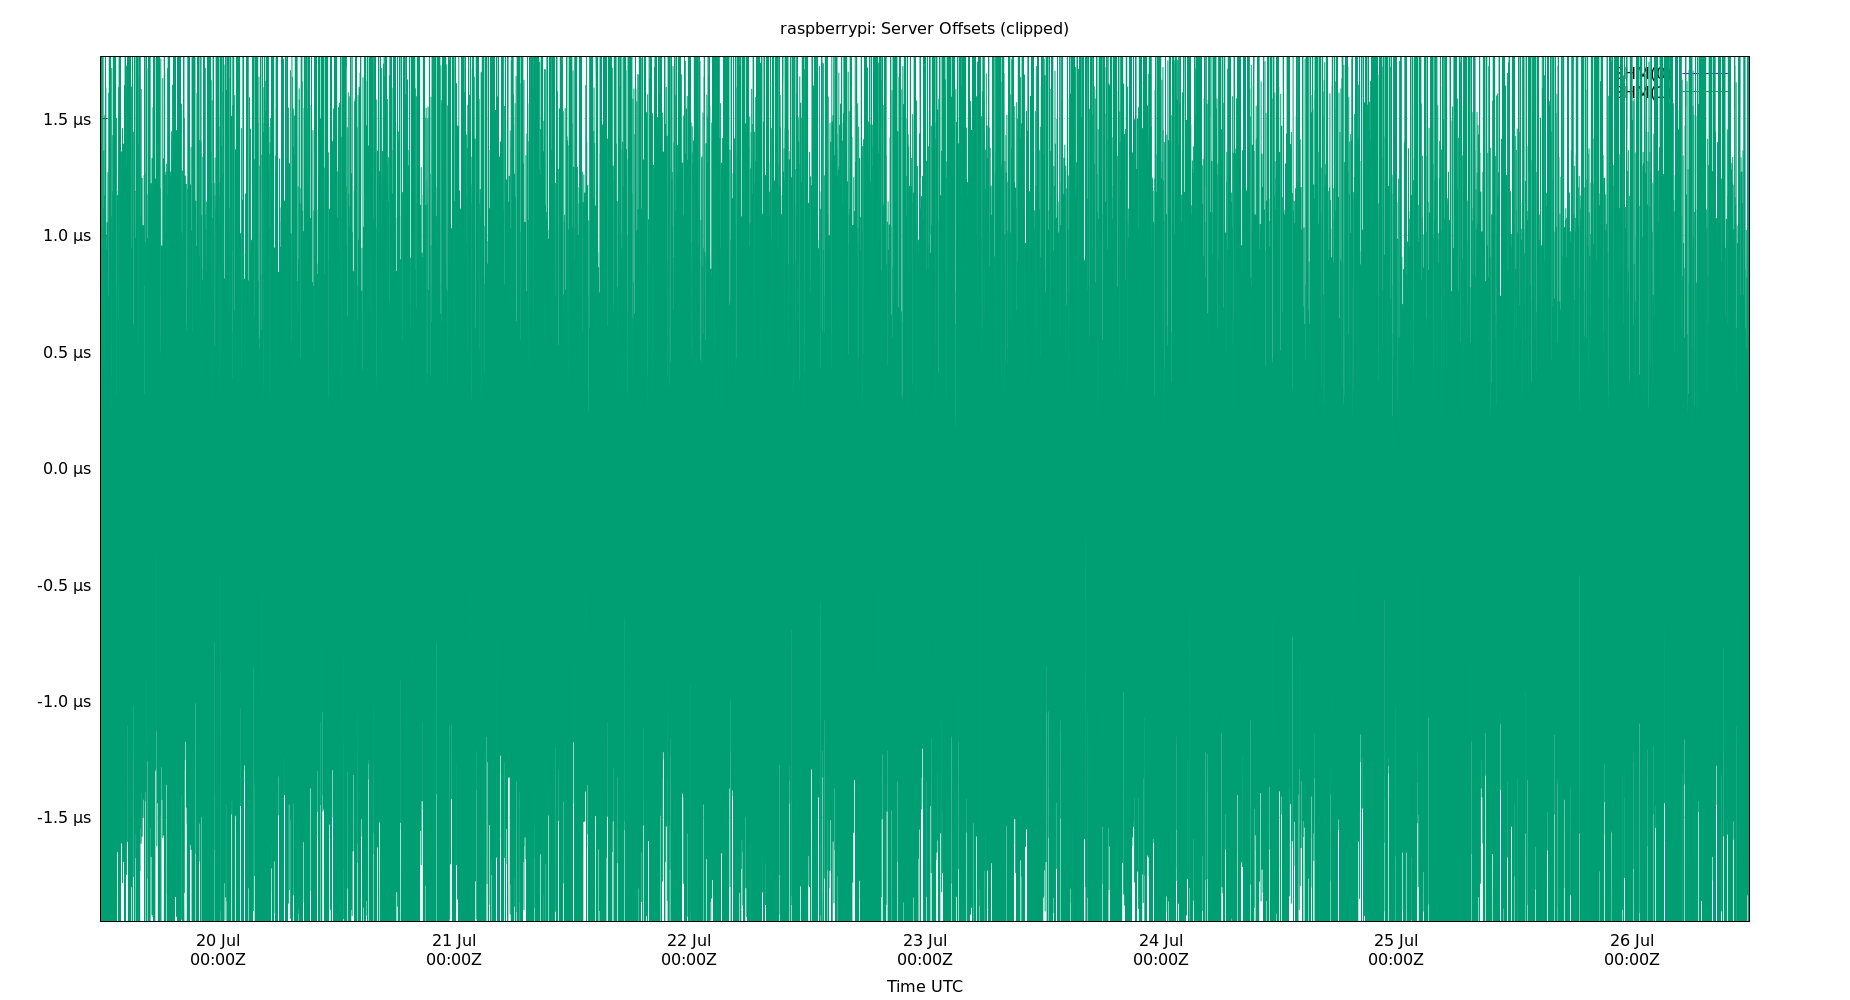 raspberrypi: Server Offsets (clipped)
1.5 µs
1.0 µs
0.5 µs
0.0 µs
-0.5 µs
-1.0 µs
-1.5 µs
20 Jul 21 Jul 22 Jul 23 Jul 24 Jul 25 Jul 26 Jul
00:00Z 00:00Z 00:00Z 00:00Z 00:00Z 00:00Z 00:00Z
Time UTC